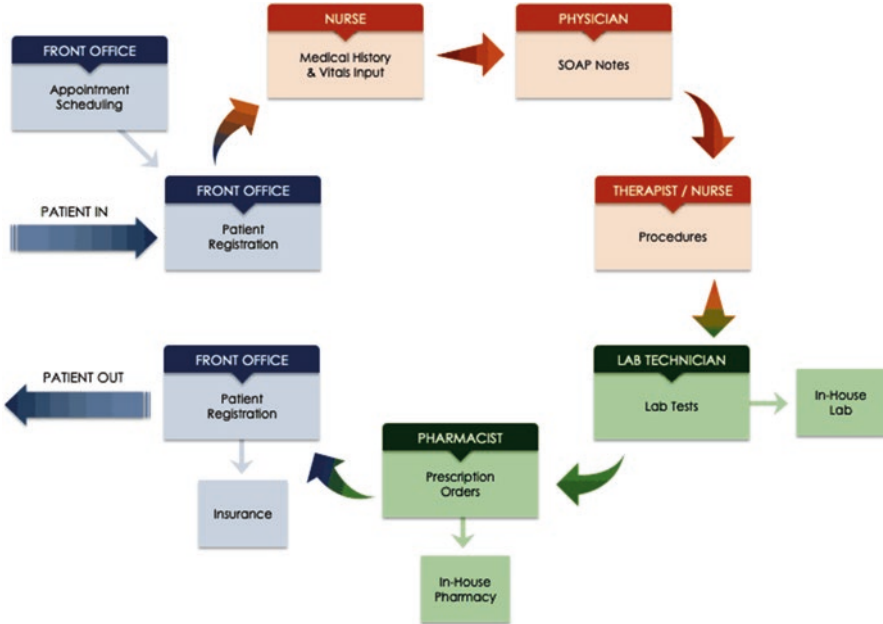 FRONT OFFICE
Appointment
Scheduling
NURSE
Medical History
& Vitals Input
PHYSICIAN
SOAP Notes
PATIENT IN
FRONT OFFICE
Patient
Registration
THERAPIST / NURSE
Procedures
LAB TECHNICIAN
Lab Tests
In-House
Lab
PHARMACIST
Prescription
Orders
In-House
Pharmacy
FRONT OFFICE
Patient
Registration
Insurance
PATIENT OUT